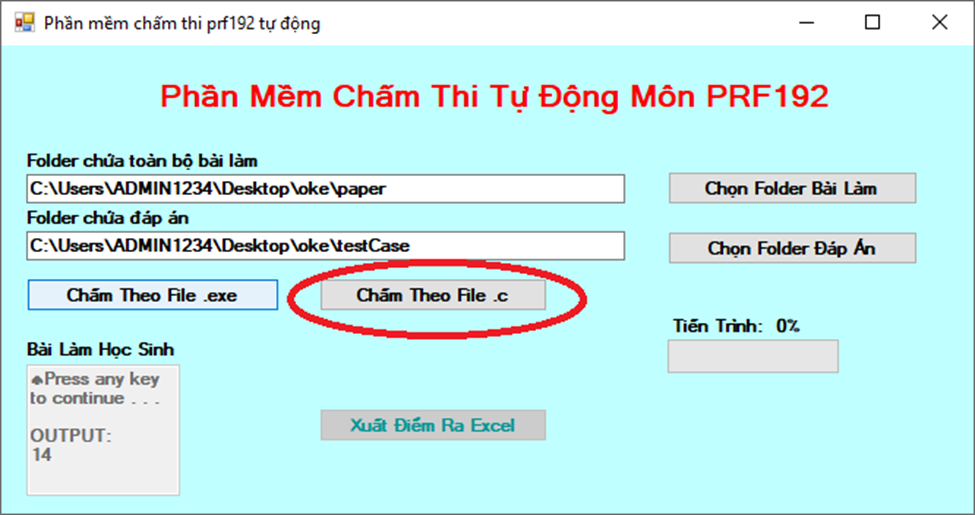 Phần mềm chấm thi prf192 tự động
Phần Mềm Chấm Thi Tự Động Môn PRF192
Folder chứa toàn bộ bài làm
C:\Users\ADMIN1234\Desktop\oke\paper
Chọn Folder Bài Làm
Folder chứa đáp án
C:\Users\ADMIN1234\Desktop\oke\testCase
Chọn Folder Đáp Án
Chấm Theo File .exe
Chấm Theo File .c
Tiến Trình: 0%
Bài Làm Học Sinh
♠Press any key
to continue . . .
OUTPUT:
14
Xuất Điểm Ra Excel